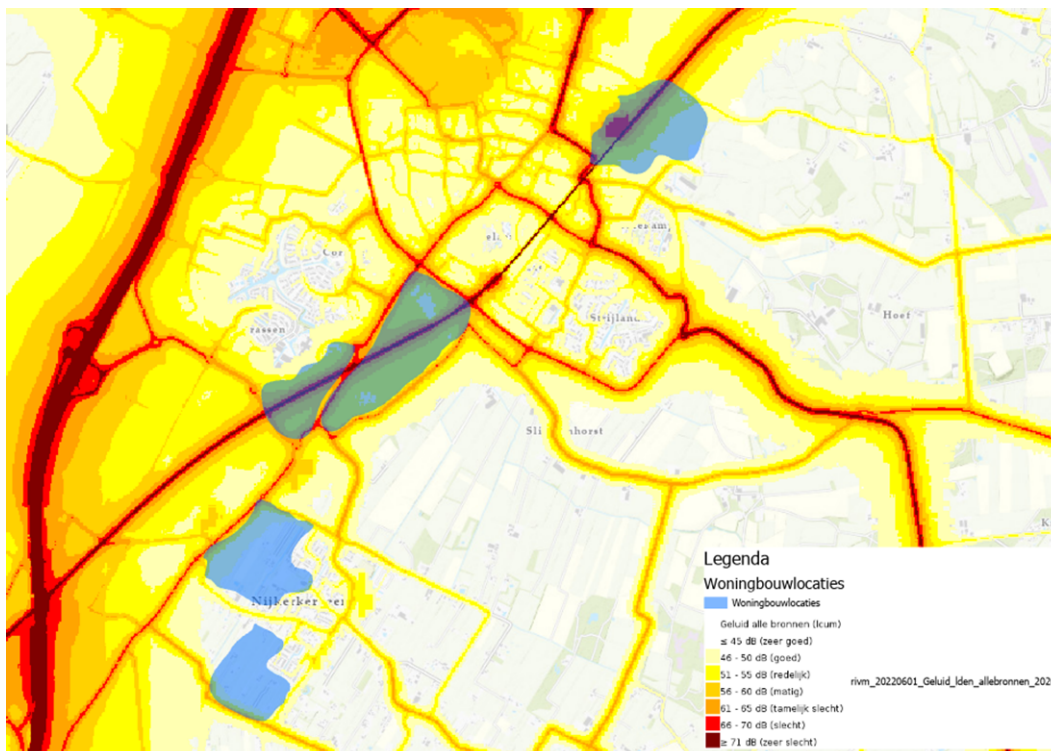 Cor
rassen
Hoef
Nijkerker
Legenda
Woningbouwlocaties
Woningbouwlocaties
Geluid alle bronnen (lcum)
≤ 45 dB (zeer goed)
46 - 50 dB (goed)
51 - 55 dB (redelijk)
56 - 60 dB (matig)
61 - 65 dB (tamelijk slecht)
66 - 70 dB (slecht)
≥ 71 dB (zeer slecht)
rivm_20220601_Geluid_lden_allebronnen_202